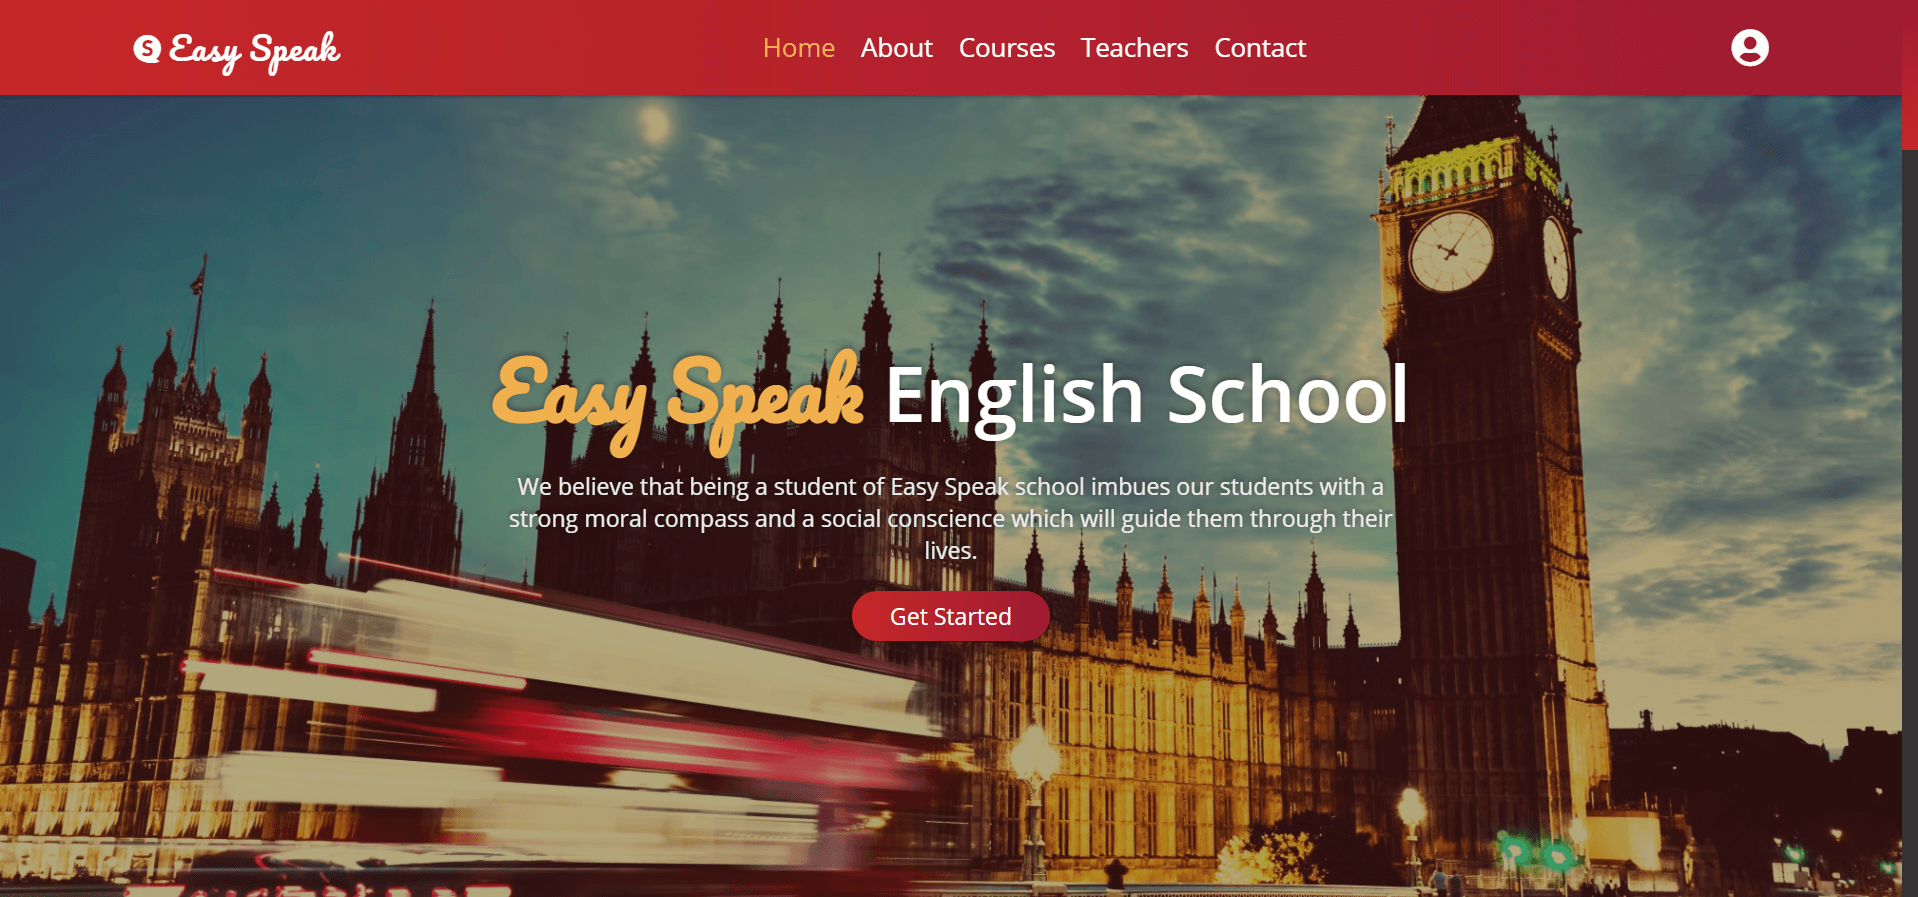 S Easy Speak
Home About Courses Teachers Contact
Easy Speak English School
We believe that being a student of Easy Speak school imbues our students with a
strong moral compass and a social conscience which will guide them through their
lives.
Get Started